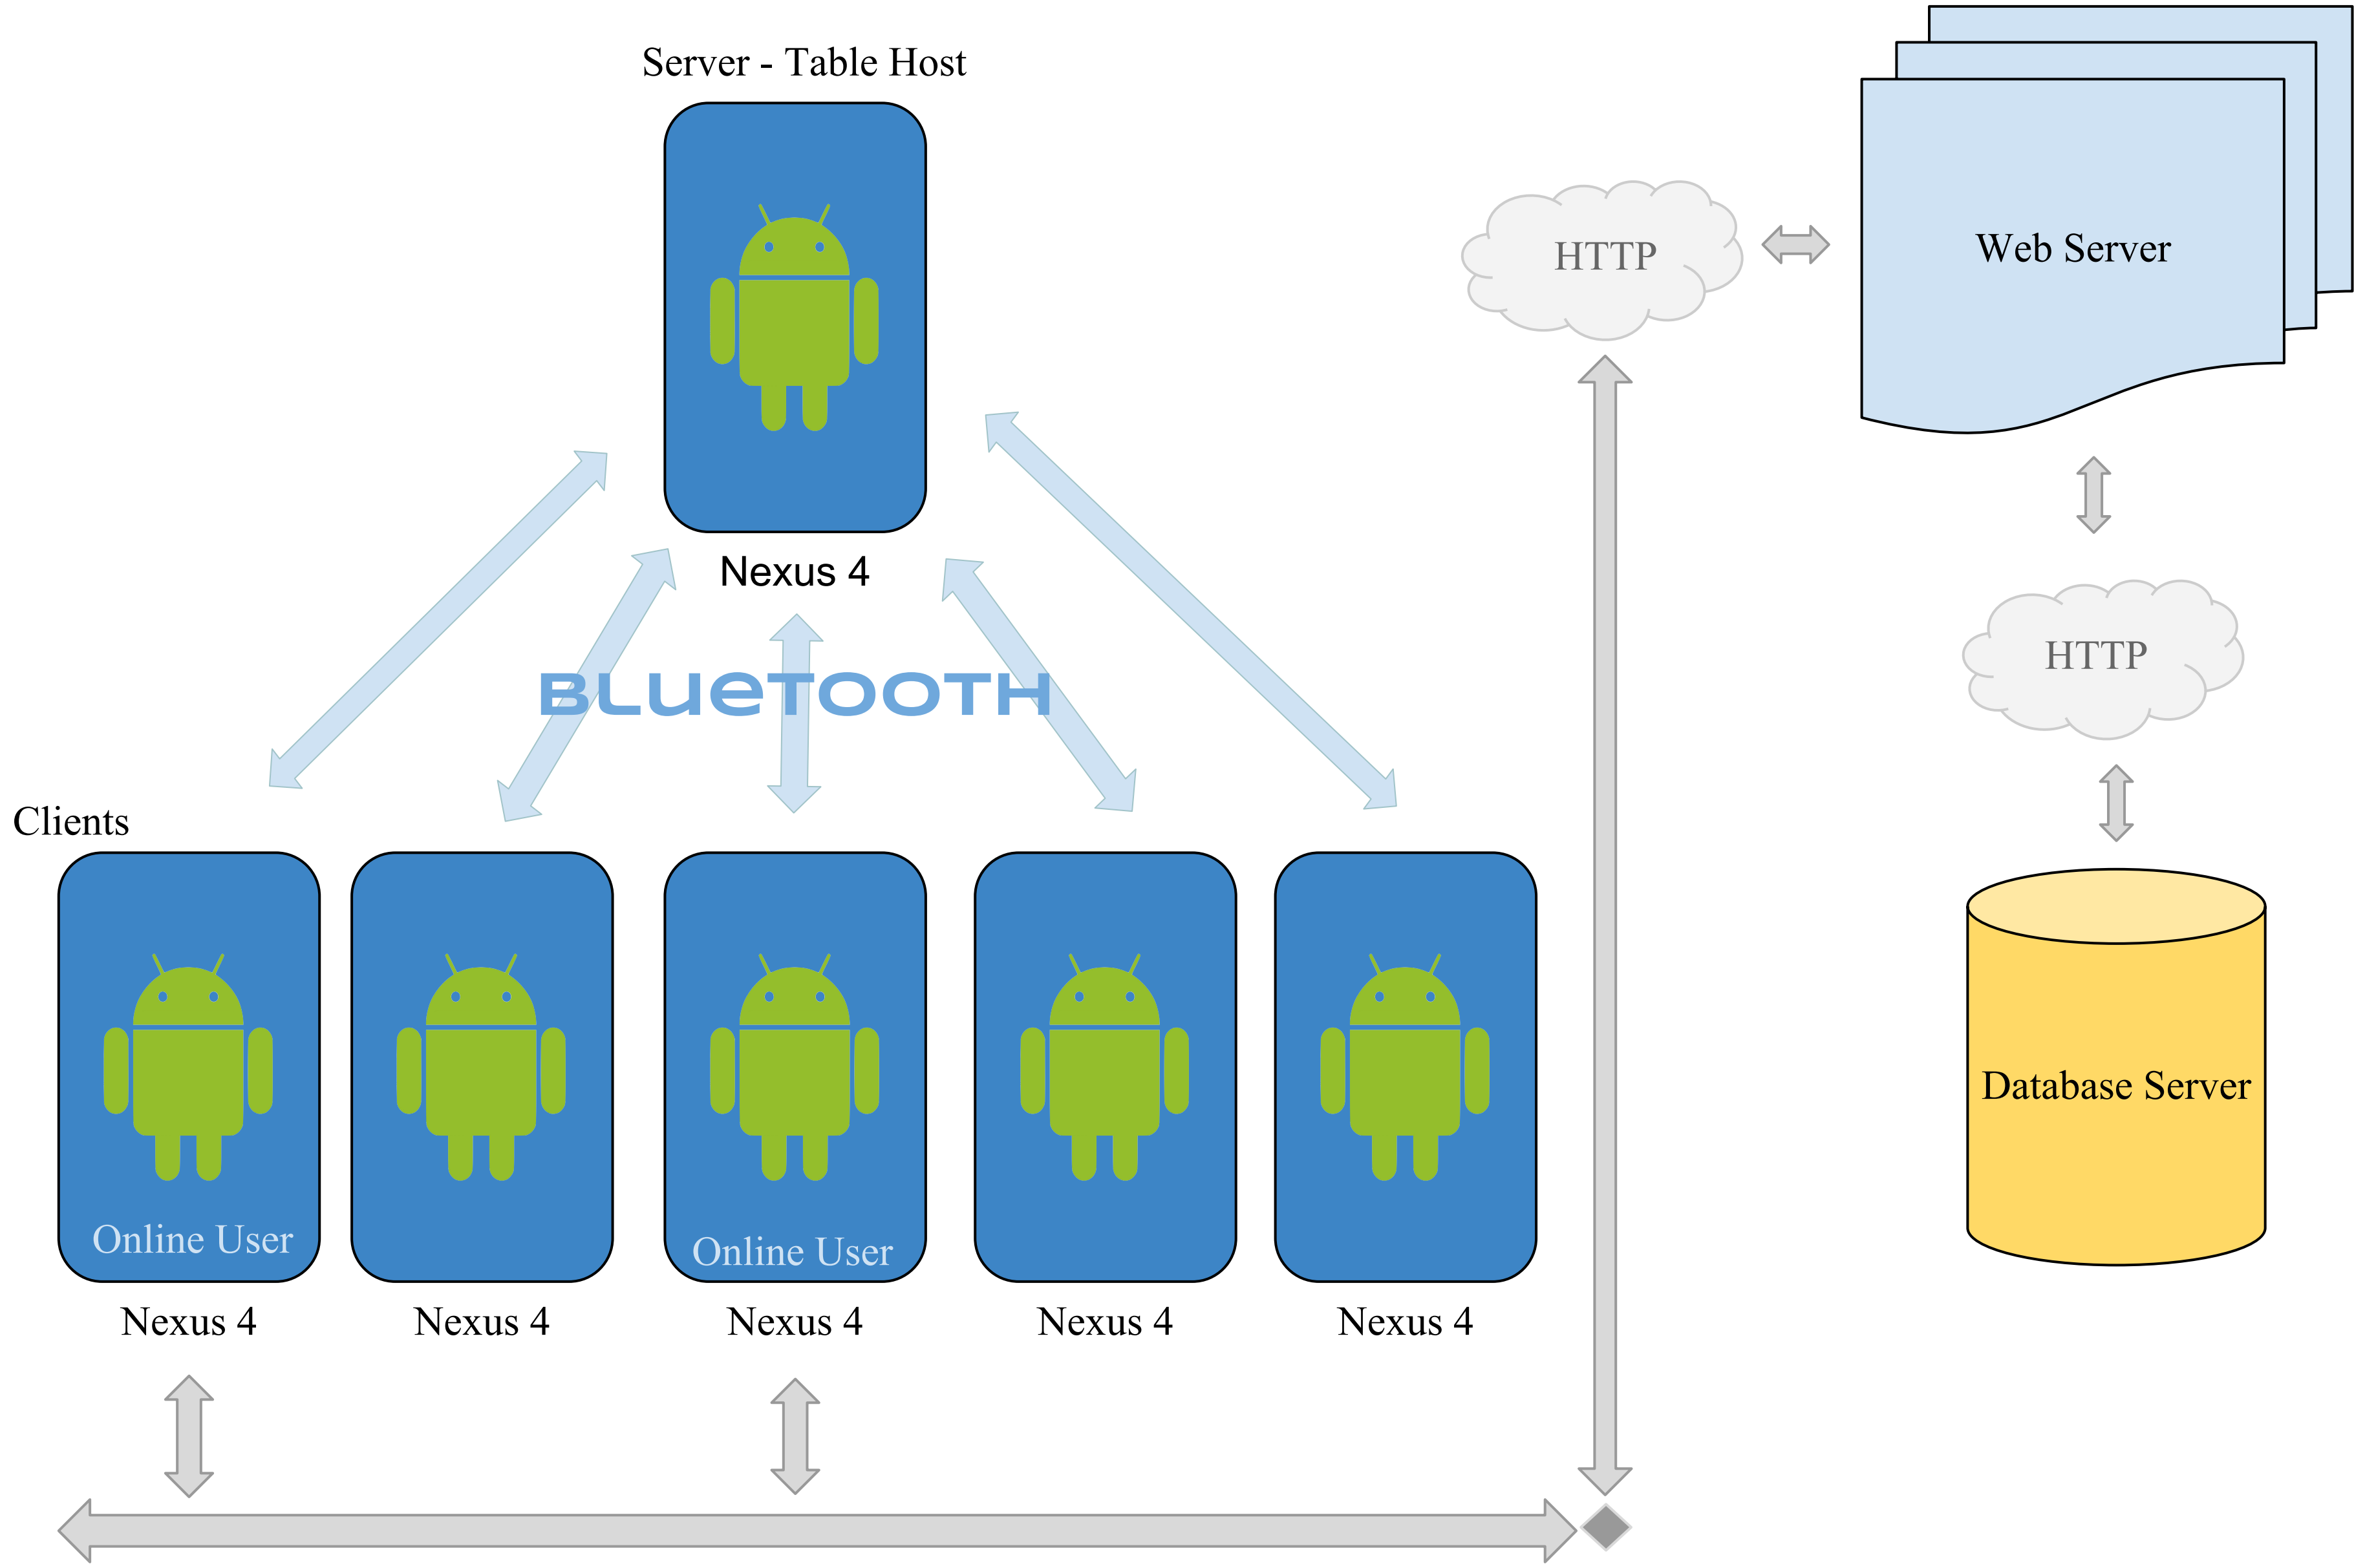 Server - Table Host
HTTP
Web Server
Nexus 4
HTTP
BLUeTOOTH
Clients
Database Server
Online User
Online User
Nexus 4
Nexus 4
Nexus 4
Nexus 4
Nexus 4